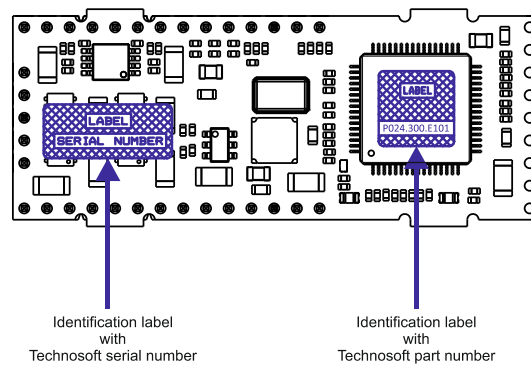 LABEL
SERIAL NUMBER
LABEL
P024.300.E101
Identification label
with
Technosoft serial number
Identification label
with
Technosoft part number